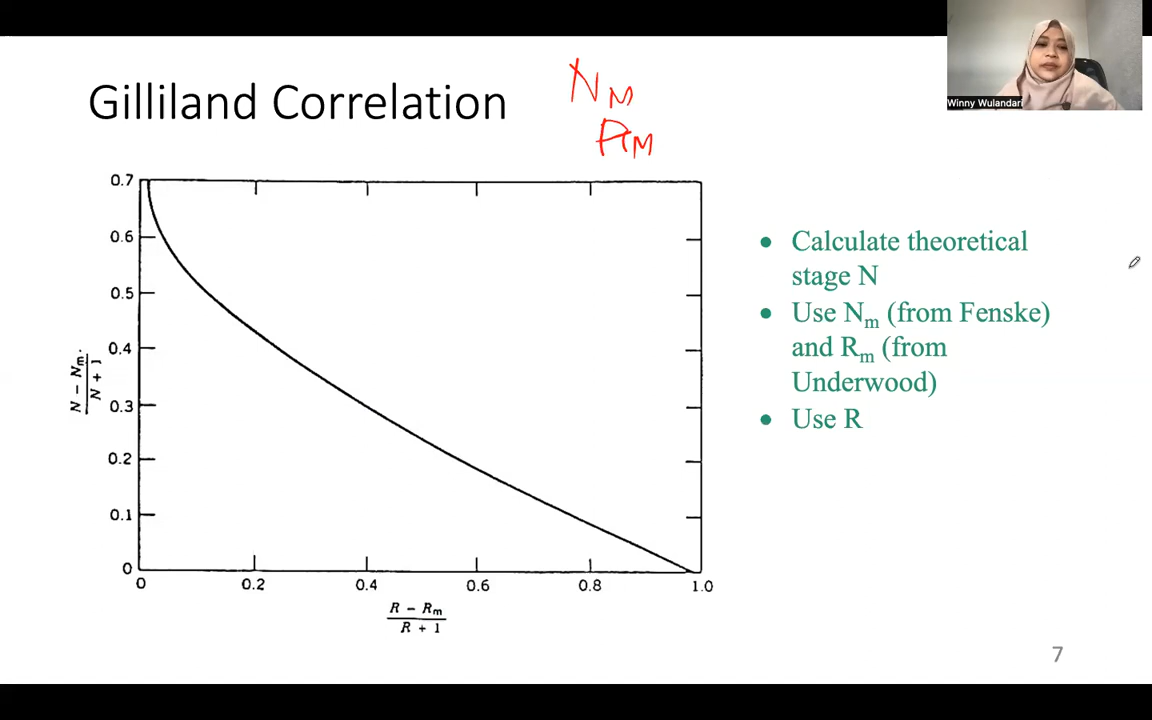 Gilliland Correlation
N_M
R_M
Winny Wulandari
0.7
0.6
0.5
0.4
0.3
0.2
0.1
0
N - N_m
N + 1
0
0.2
0.4
0.6
0.8
1.0
R - R_m
R + 1
• Calculate theoretical
stage N
• Use N_m (from Fenske)
and R_m (from
Underwood)
• Use R
7